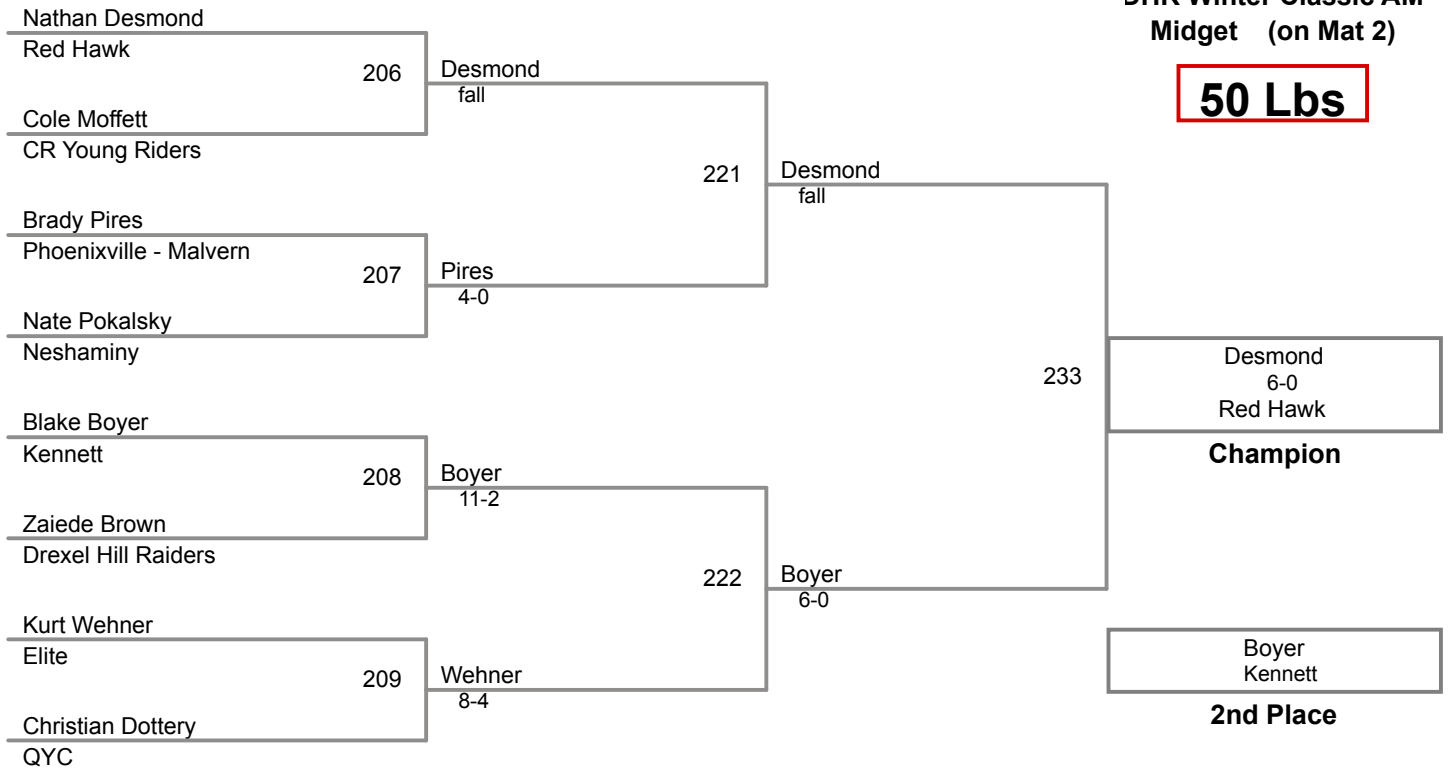 Winter Classic AM
Midget (on Mat 2)
50 Lbs
Nathan Desmond
Red Hawk
206
Desmond
fall
Cole Moffett
CR Young Riders
221
Desmond
fall
Brady Pires
Phoenixville - Malvern
207
Pires
4-0
Nate Pokalsky
Neshaminy
233
Desmond
6-0
Red Hawk
Champion
Blake Boyer
Kennett
208
Boyer
11-2
Zaiede Brown
Drexel Hill Raiders
222
Boyer
6-0
Kurt Wehner
Elite
209
Wehner
8-4
Christian Dottery
QYC
Boyer
Kennett
2nd Place